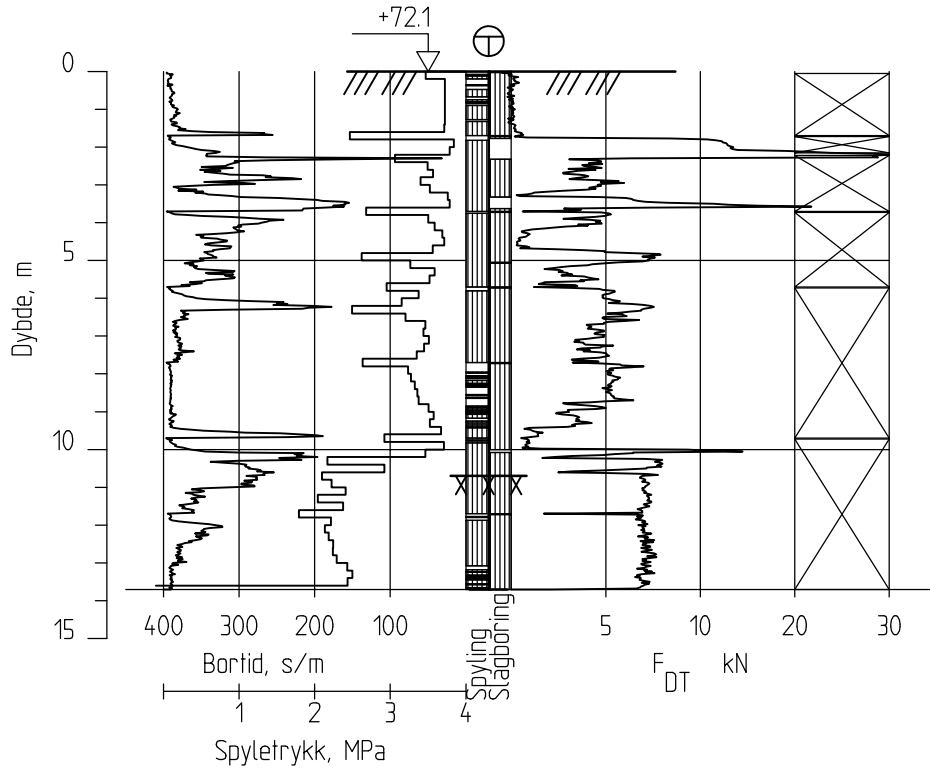 +72.1
0
5
10
15
Dybde, m
400 300 200 100 5 10 20 30
Bortid, s/m
Spyling
Slagboring
F DT kN
1 2 3 4
Spyletrykk, MPa